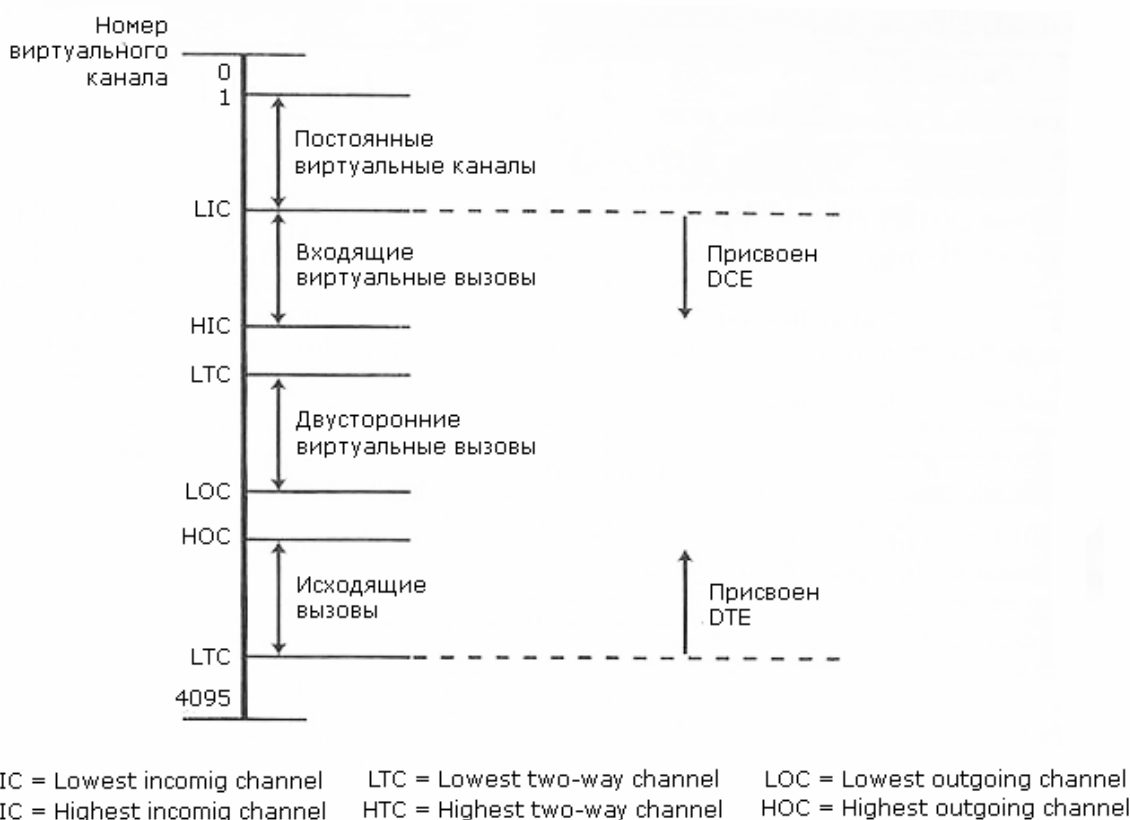 Номер
виртуального
канала
0
1
Постоянные
виртуальные каналы
LIC
Входящие
виртуальные вызовы
Присвоен
DCE
HIC
LTC
Двусторонние
виртуальные вызовы
LOC
HOC
Исходящие
вызовы
Присвоен
DTE
LTC
4095
IC = Lowest incomig channel LTC = Lowest two-way channel LOC = Lowest outgoing channel
IC = Highest incomig channel HTC = Highest two-way channel HOC = Highest outgoing channel